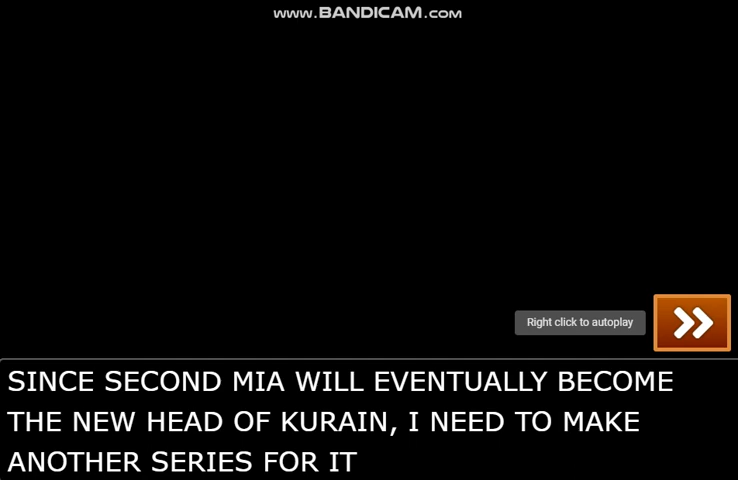 www.BANDICAM.com
Right click to autoplay
SINCE SECOND MIA WILL EVENTUALLY BECOME
THE NEW HEAD OF KURAIN, I NEED TO MAKE
ANOTHER SERIES FOR IT